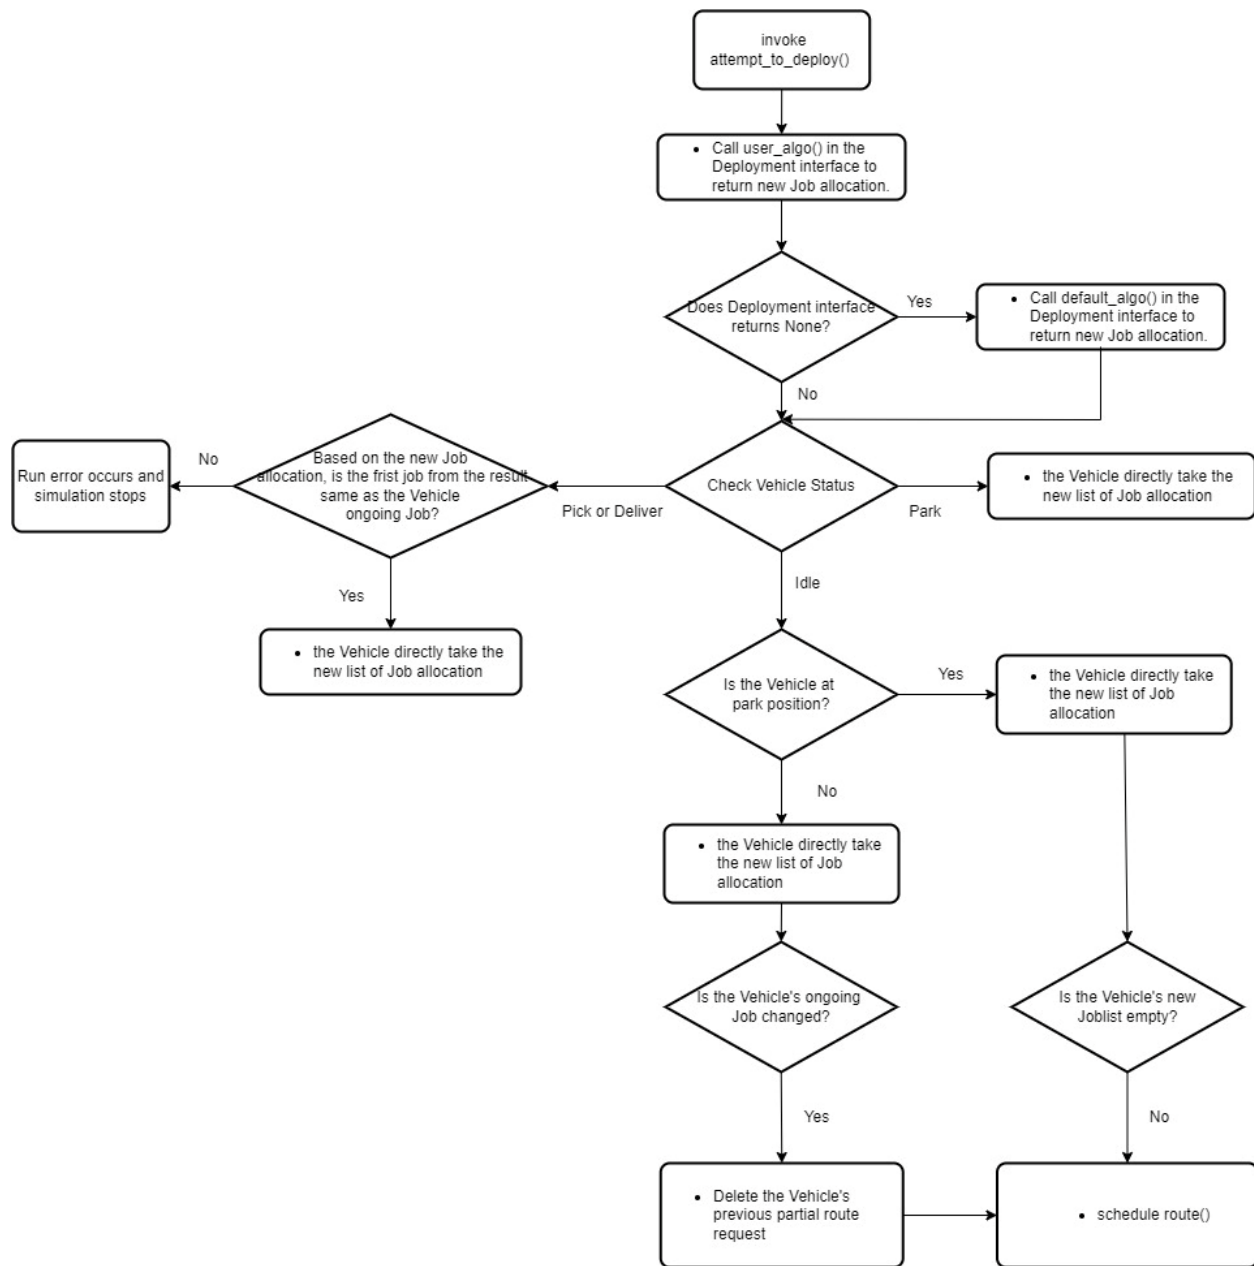 invoke
attempt_to_deploy()
• Call user_algo() in the
Deployment interface to
return new Job allocation.
Does Deployment interface
returns None?
Yes
• Call default_algo() in the
Deployment interface to
return new Job allocation.
No
Run error occurs and
simulation stops
No
Based on the new Job
allocation, is the frist job from the result
same as the Vehicle
ongoing Job?
Pick or Deliver
Check Vehicle Status
Park
• the Vehicle directly take the
new list of Job allocation
Yes
Idle
• the Vehicle directly take the
new list of Job allocation
Is the Vehicle at
park position?
Yes
• the Vehicle directly take
the new list of Job
allocation
No
• the Vehicle directly take
the new list of Job
allocation
Is the Vehicle's ongoing
Job changed?
Is the Vehicle's new
Joblist empty?
Yes
No
• Delete the Vehicle's
previous partial route
request
• schedule route()